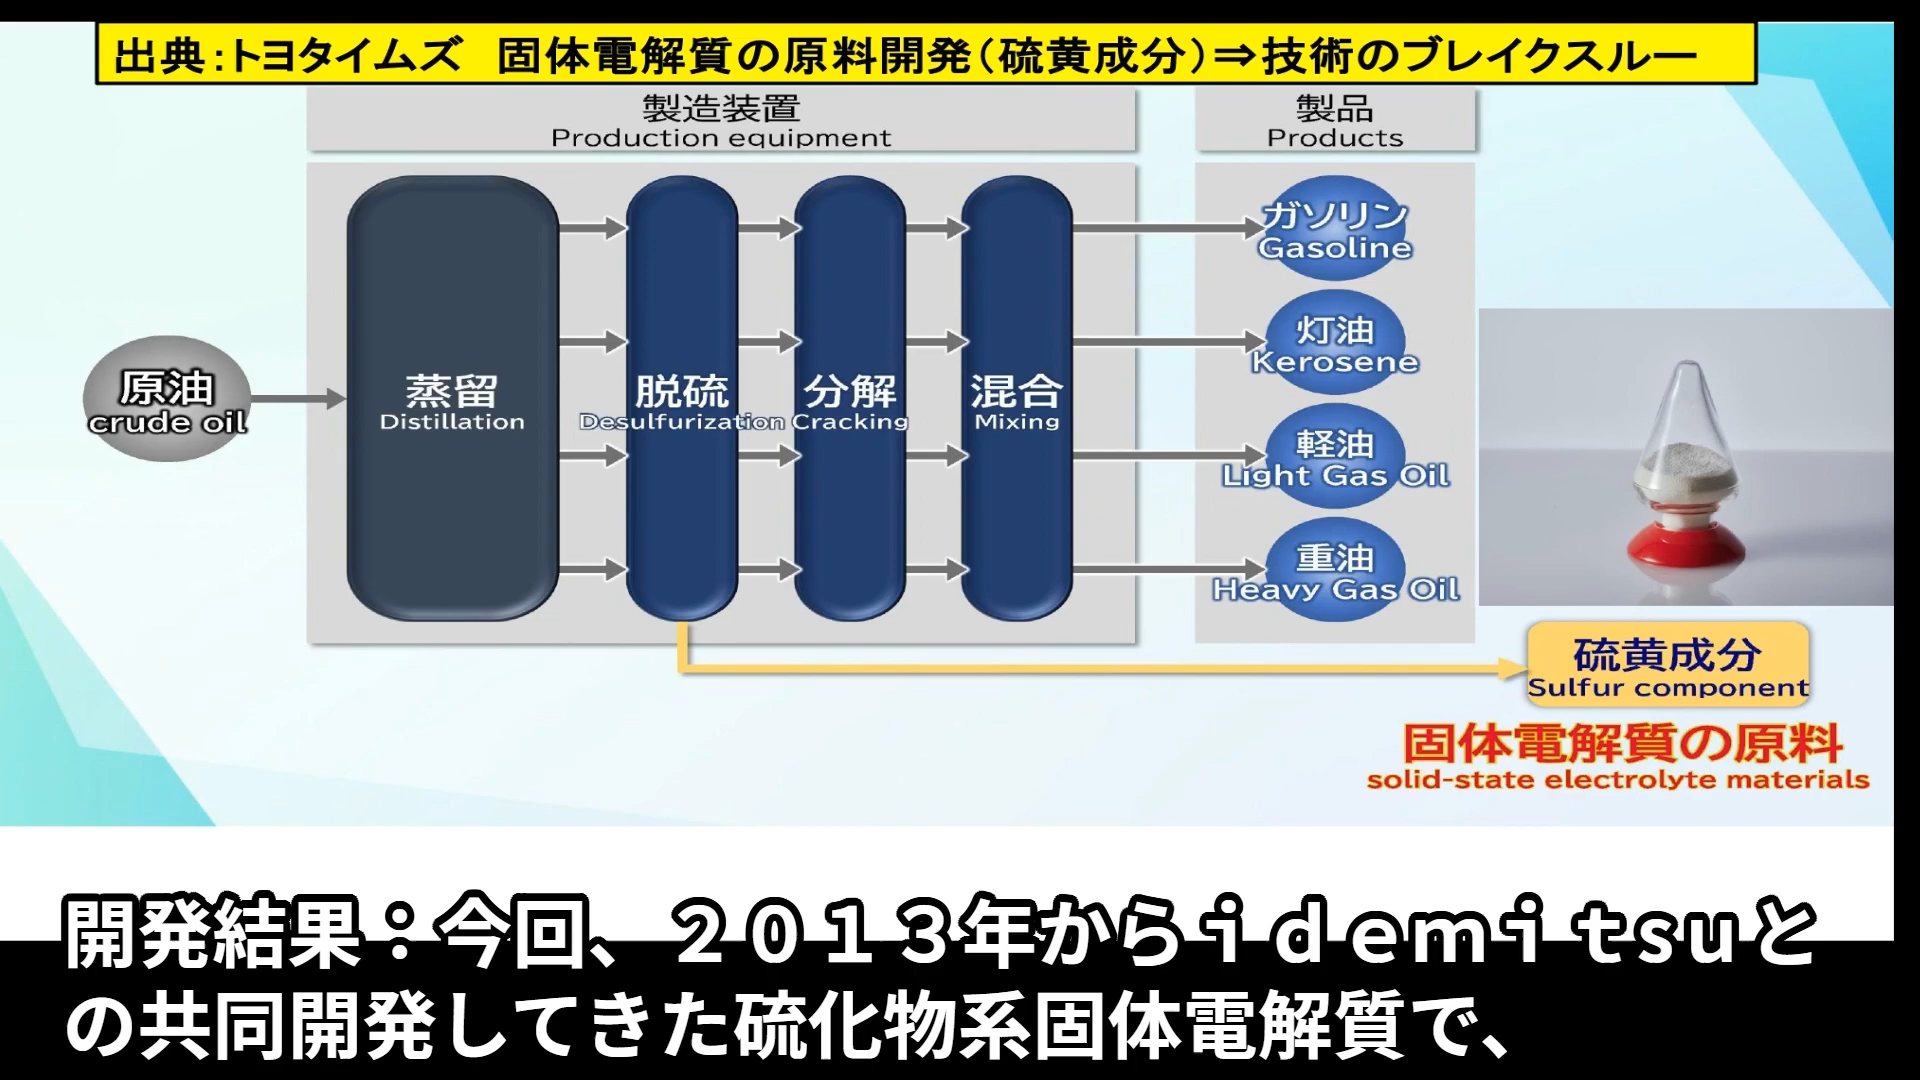 出典：トヨタイムズ　固体電解質の原料開発（硫黄成分）⇒技術のブレイクスルー
製造装置
Production equipment
製品
Products
原油
crude oil
蒸留
Distillation
脱硫
Desulfurization
分解
Cracking
混合
Mixing
ガソリン
Gasoline
灯油
Kerosene
軽油
Light Gas Oil
重油
Heavy Gas Oil
硫黄成分
Sulfur component
固体電解質の原料
solid-state electrolyte materials
開発結果：今回、２０１３年からｉｄｅｍｉｔｓｕと
の共同開発してきた硫化物系固体電解質で、